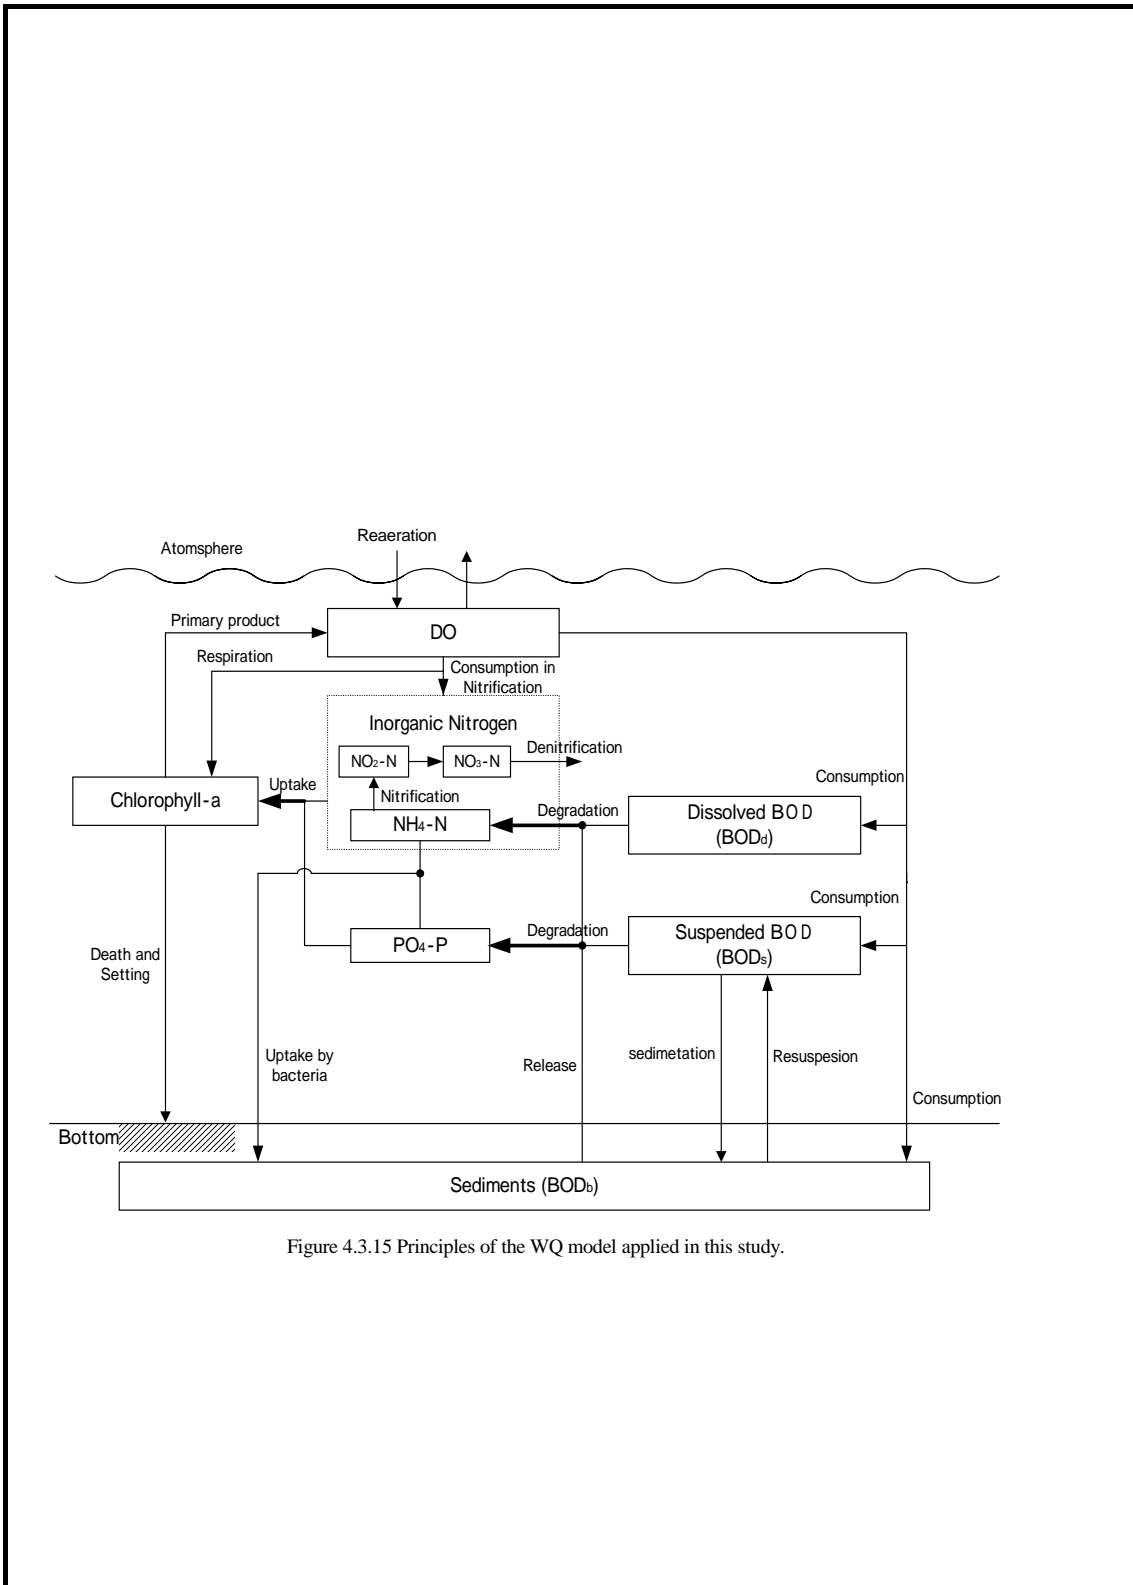 Reaeration
Atomsphere
Primary product
DO
Respiration
Consumption in
Nitrification
Inorganic Nitrogen
Denitrification
NO2-N
NO3-N
Consumption
Uptake
Chlorophyll-a
Nitrification
Degradation
Dissolved BOD
(BODd)
NH4-N
Consumption
Degradation
Suspended BOD
(BODs)
PO4-P
Death and
Setting
Uptake by
bacteria
Release
sedimetation
Resuspesion
Consumption
Bottom
Sediments (BODb)
Figure 4.3.15 Principles of the WQ model applied in this study.